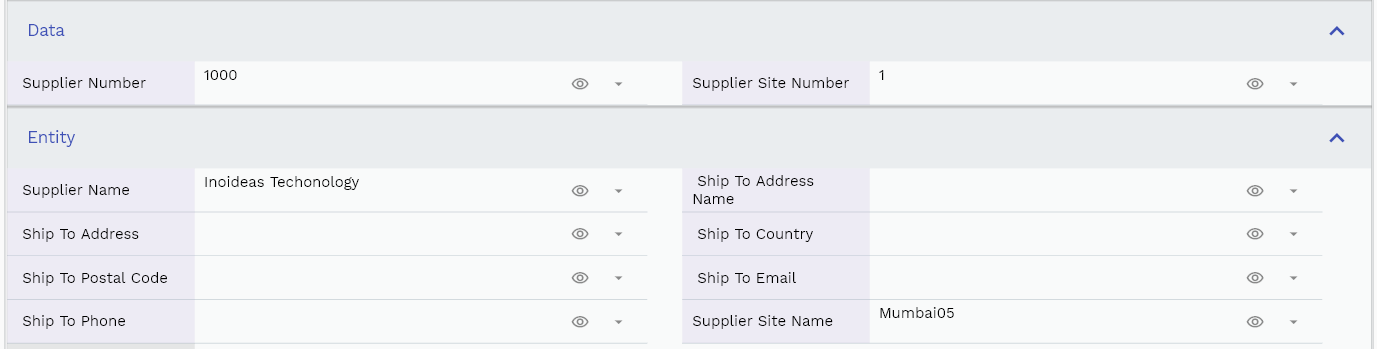 Data
Supplier Number 1000 Supplier Site Number 1
Entity
Supplier Name Inoideas Techonology Ship To Address
Name
Ship To Address Ship To Country
Ship To Postal Code Ship To Email
Ship To Phone Supplier Site Name Mumbai05